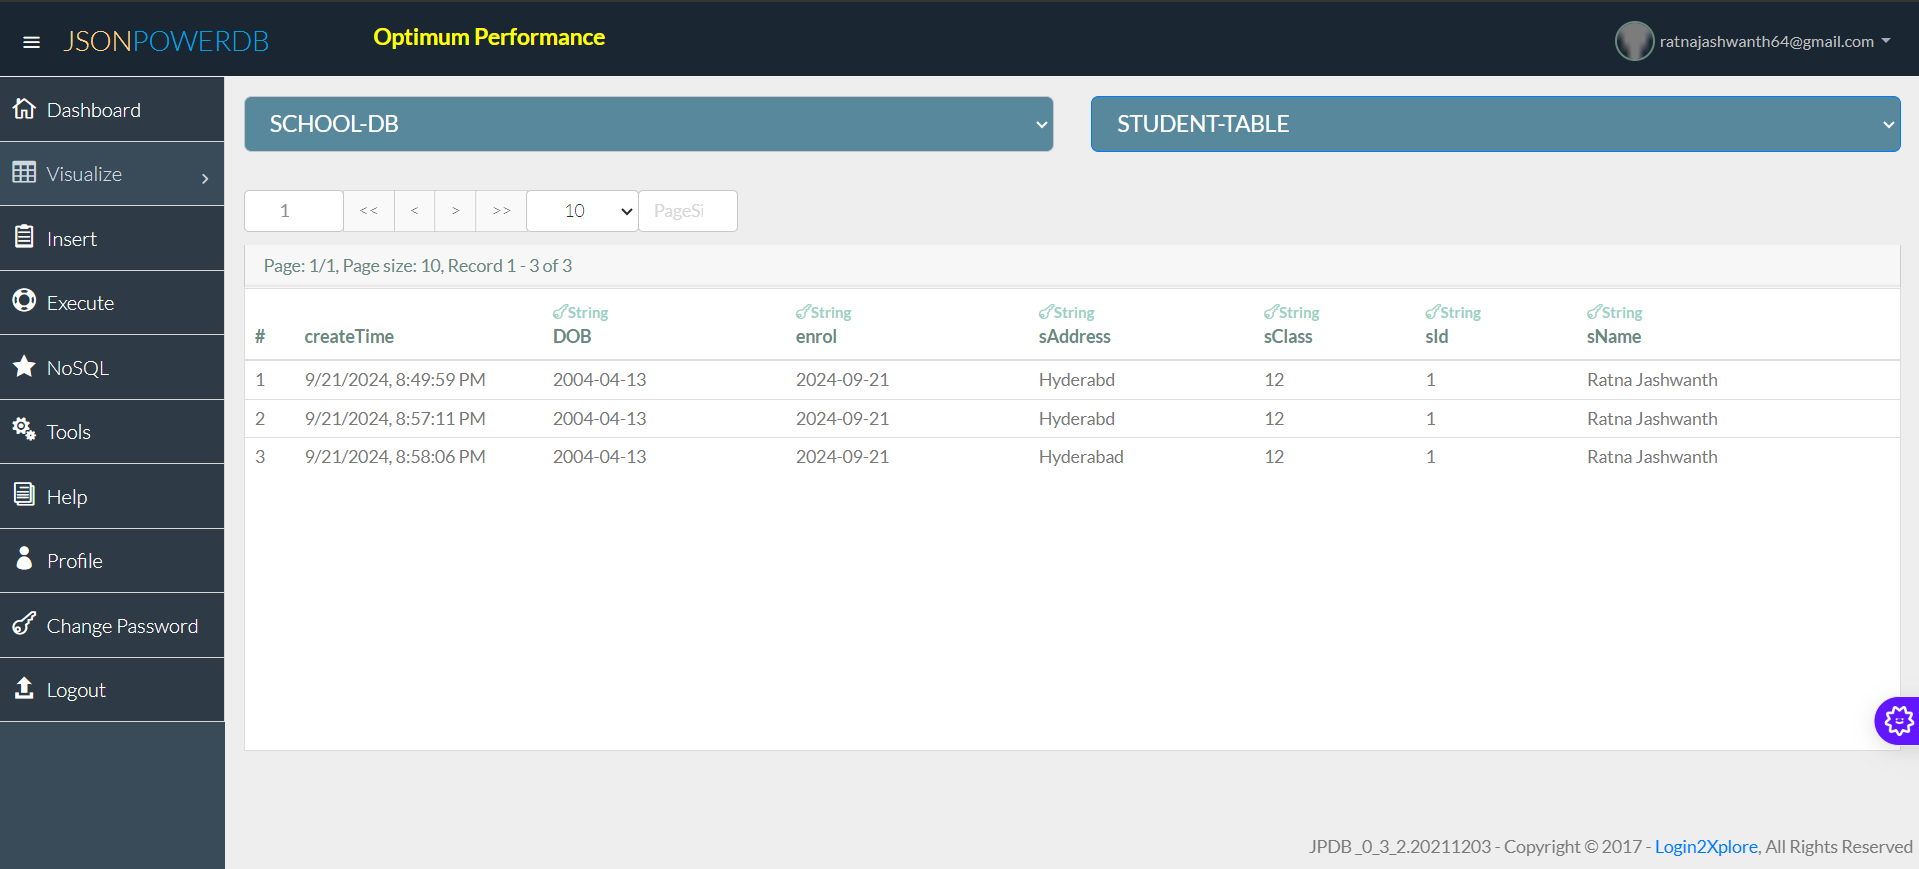 JSONPOWERDB
Optimum Performance
ratnajashwanth64@gmail.com
Dashboard
Visualize
Insert
Execute
NoSQL
Tools
Help
Profile
Change Password
Logout
SCHOOL-DB
STUDENT-TABLE
1 << < > >> 10 PageSi
Page: 1/1, Page size: 10, Record 1 - 3 of 3
String String String String String String
# createTime DOB enrol sAddress sClass sId sName
1 9/21/2024, 8:49:59 PM 2004-04-13 2024-09-21 Hyderabd 12 1 Ratna Jashwanth
2 9/21/2024, 8:57:11 PM 2004-04-13 2024-09-21 Hyderabd 12 1 Ratna Jashwanth
3 9/21/2024, 8:58:06 PM 2004-04-13 2024-09-21 Hyderabad 12 1 Ratna Jashwanth
JPDB_0_3_2.20211203 - Copyright © 2017 - Login2Xplore, All Rights Reserved